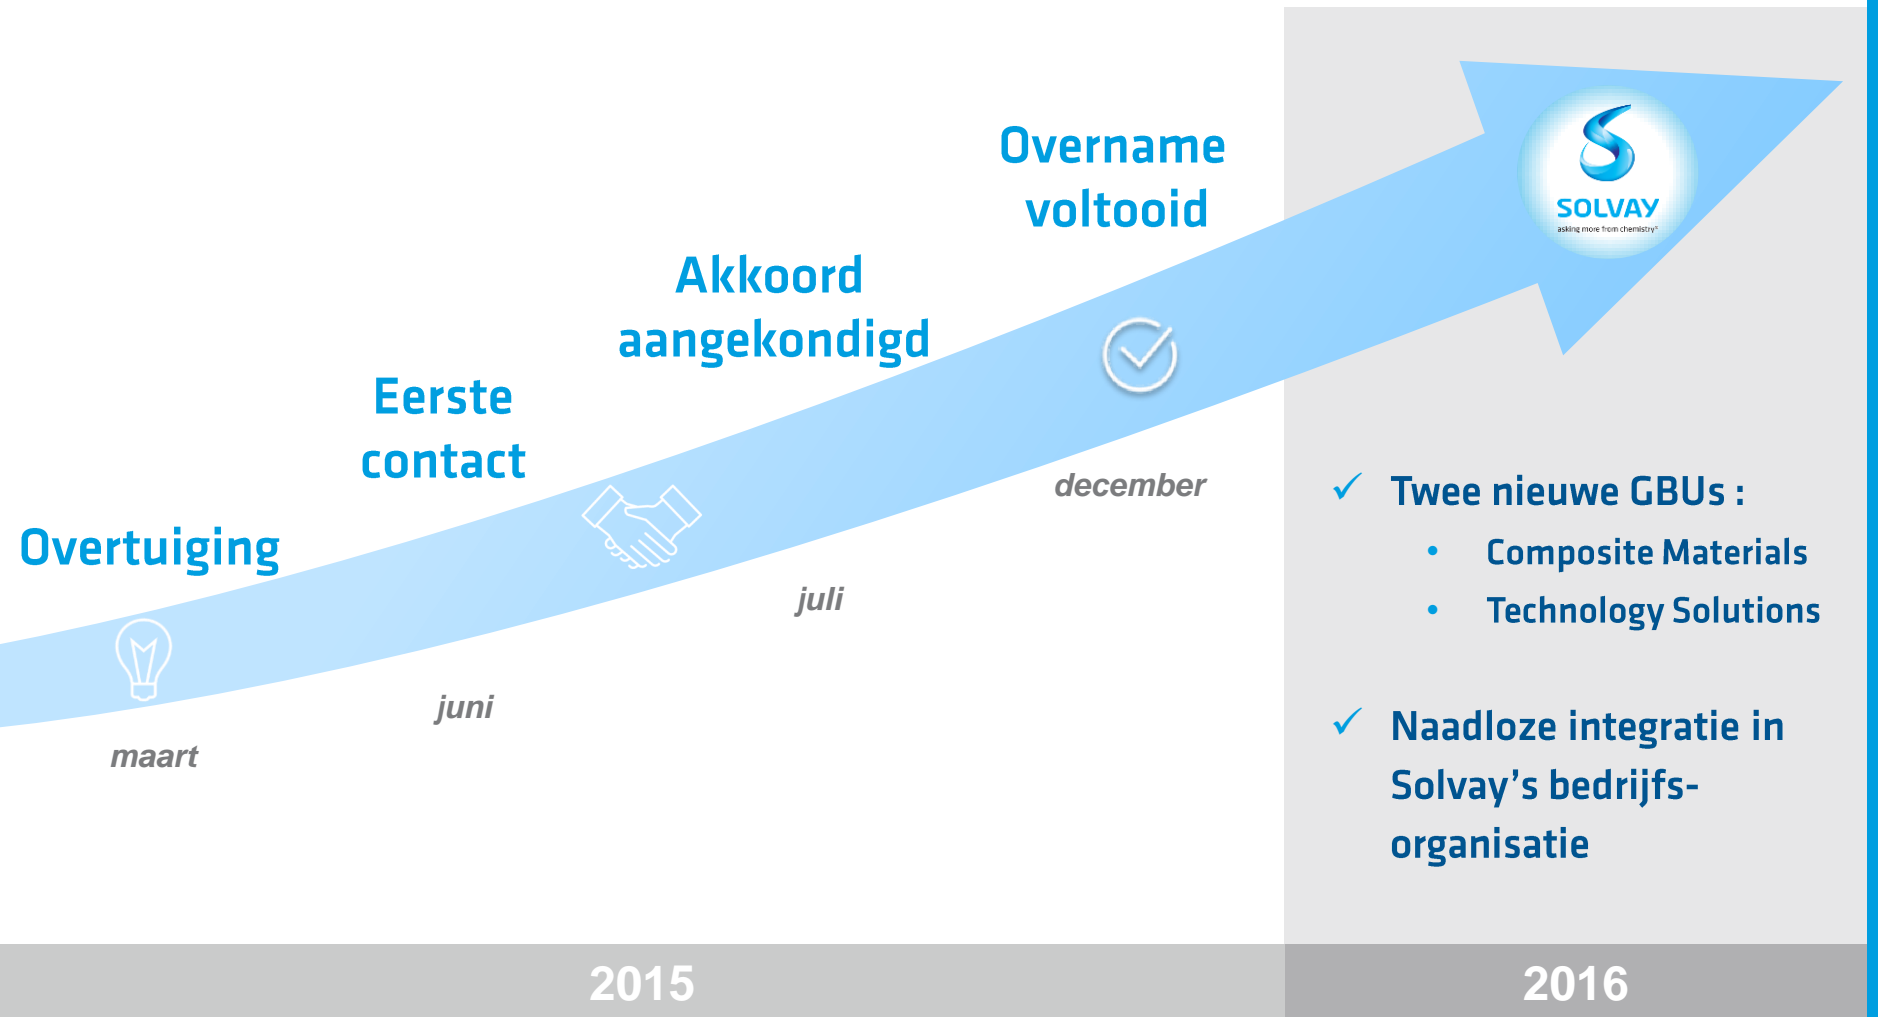 Overtuiging
maart
Eerste
contact
juni
Akkoord
aangekondigd
juli
Overname
voltooid
december
SOLVAY
asking more from chemistry®
✓ Twee nieuwe GBUs :
• Composite Materials
• Technology Solutions
✓ Naadloze integratie in
Solvay’s bedrijfs-
organisatie
2015
2016